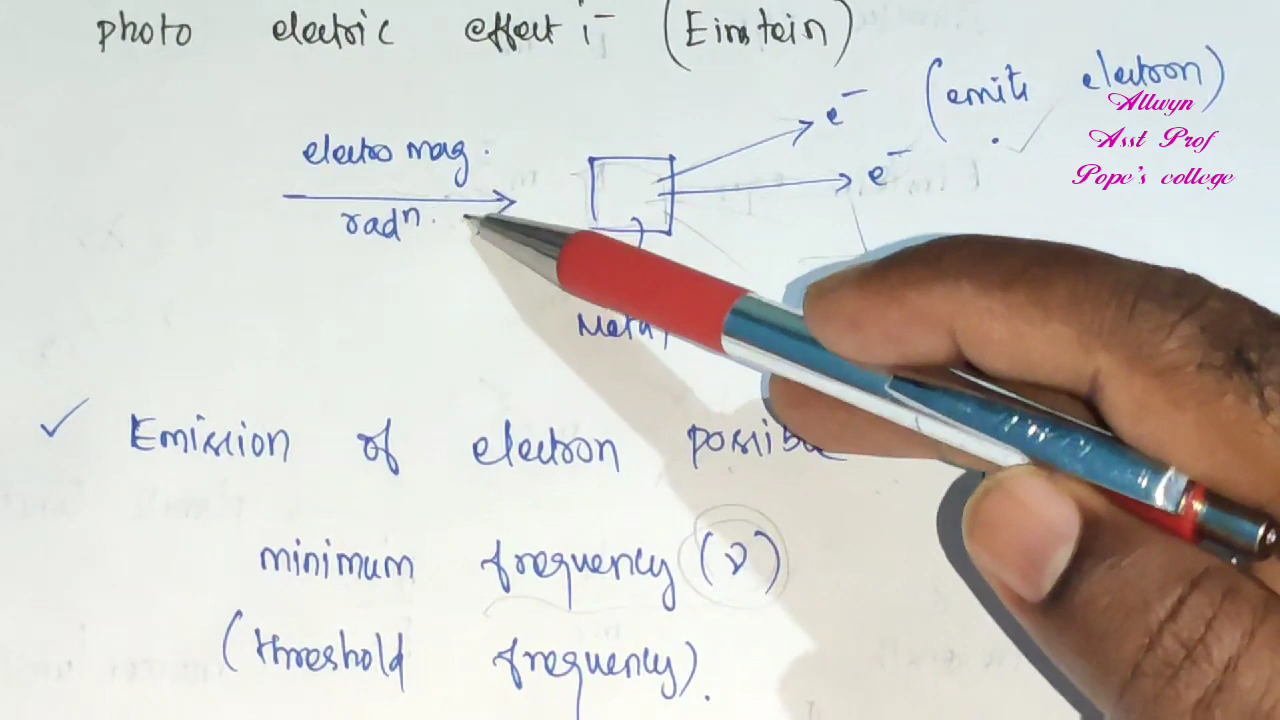 photo electric effect :- (Einstein)
e⁻ (emits electron)
Allwyn
Asst Prof
Pope's college
electro mag.
e⁻
radⁿ.
Metal
Emission of electron possible
minimum frequency (ν)
(threshold frequency).